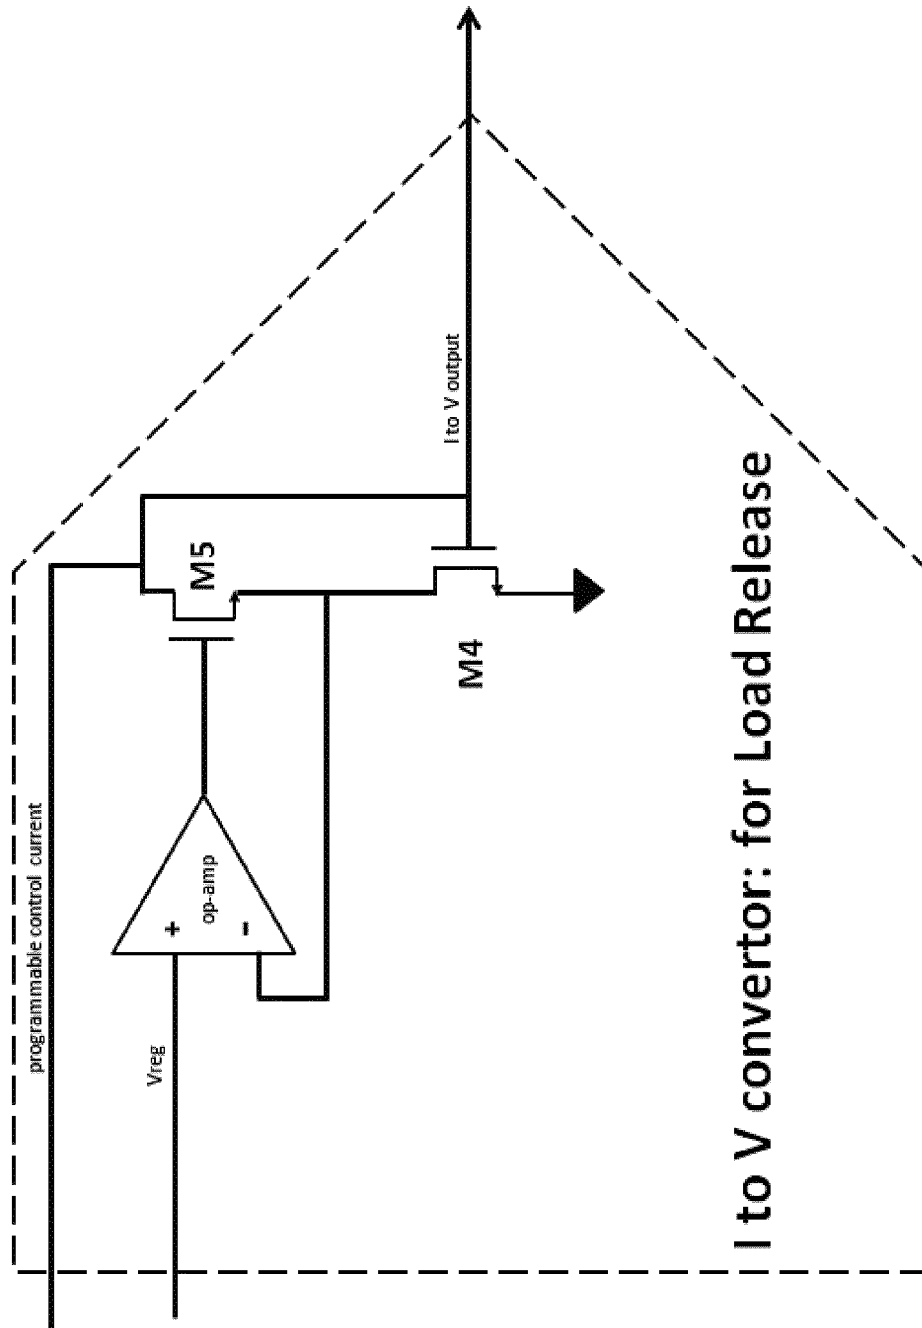 programmable control current
Vreg
+
op-amp
−
M5
M4
I to V output
I to V convertor: for Load Release